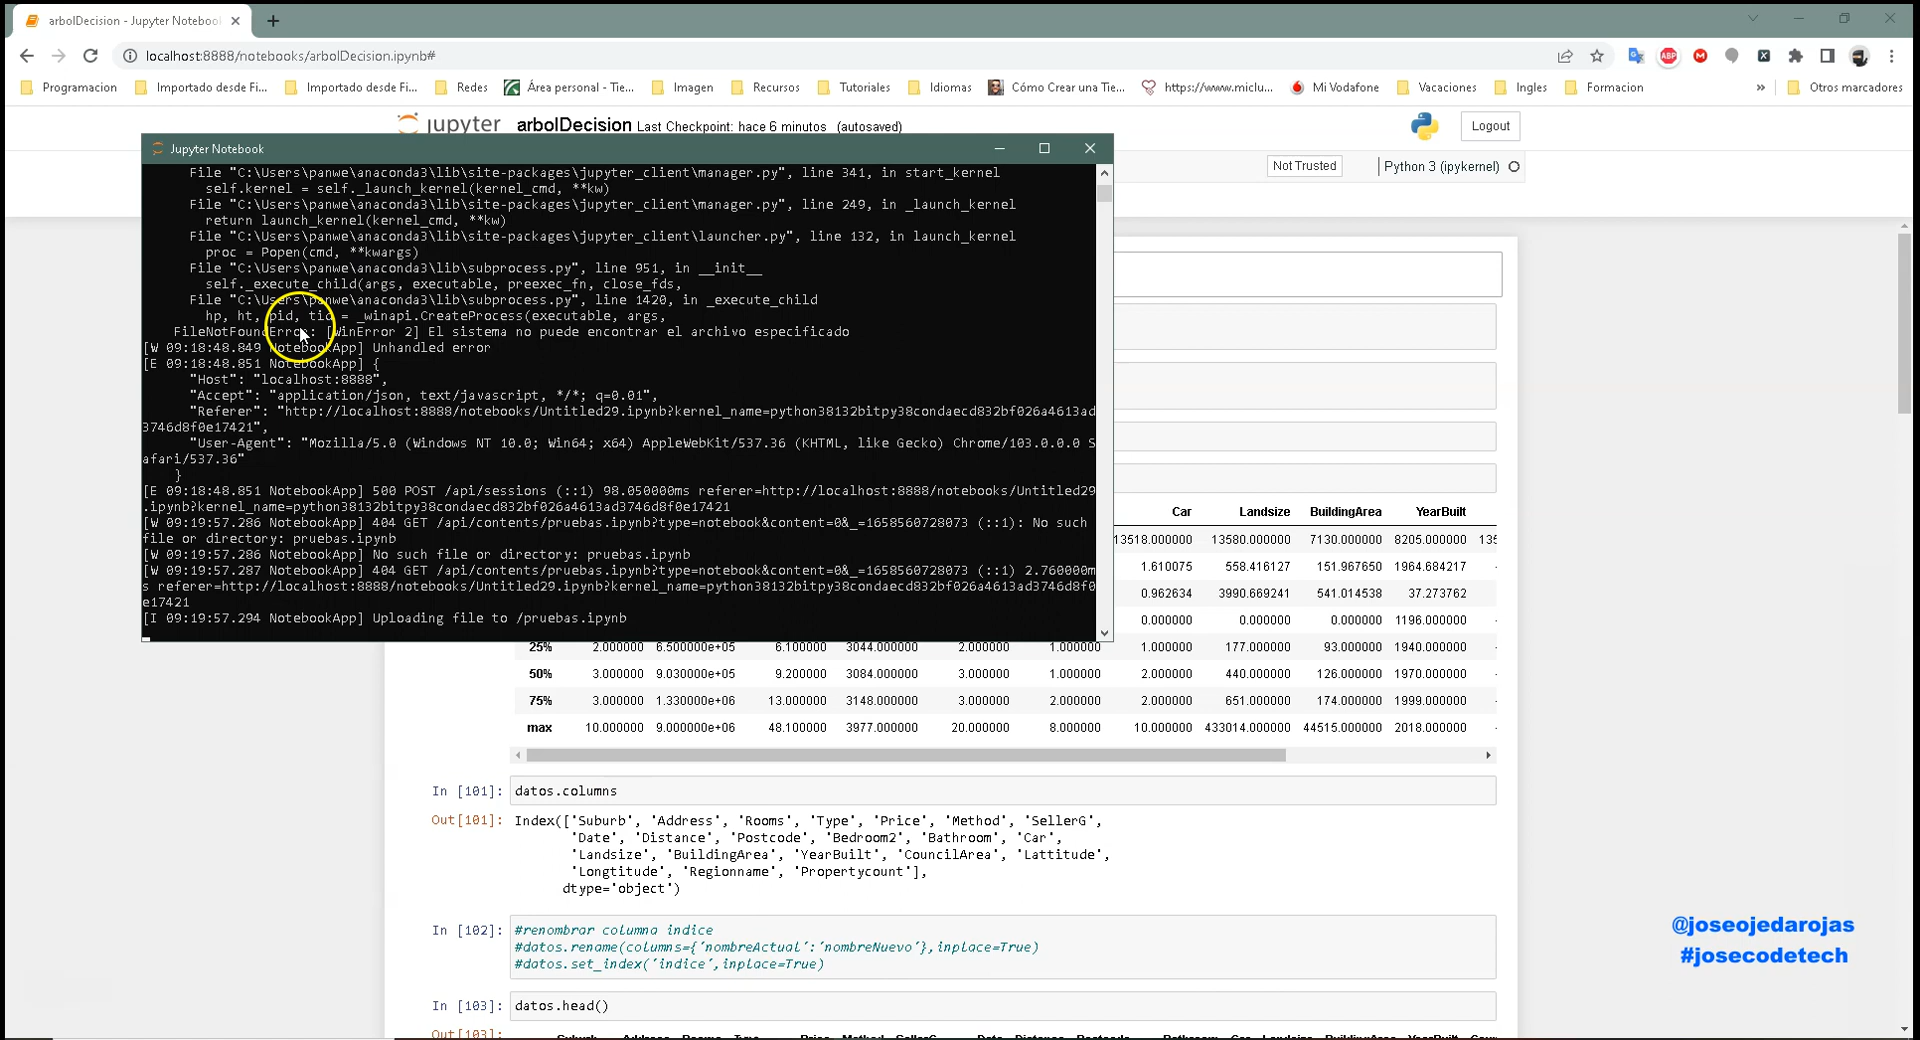 arbolDecision - Jupyter Notebook
localhost:8888/notebooks/arbolDecision.ipynb#
ABP
M
Programacion
Importado desde Fi...
Importado desde Fi...
Redes
Área personal - Tie...
Imagen
Recursos
Tutoriales
Idiomas
Cómo Crear una Tie...
https://www.miclu...
Mi Vodafone
Vacaciones
Ingles
Formacion
»
Otros marcadores
jupyter arbolDecision Last Checkpoint: hace 6 minutos (autosaved)
Logout
Not Trusted
Python 3 (ipykernel)
Jupyter Notebook
File "C:\Users\panwe\anaconda3\lib\site-packages\jupyter_client\manager.py", line 341, in start_kernel
self.kernel = self._launch_kernel(kernel_cmd, **kw)
File "C:\Users\panwe\anaconda3\lib\site-packages\jupyter_client\manager.py", line 249, in _launch_kernel
return launch_kernel(kernel_cmd, **kw)
File "C:\Users\panwe\anaconda3\lib\site-packages\jupyter_client\launcher.py", line 132, in launch_kernel
proc = Popen(cmd, **kwargs)
File "C:\Users\panwe\anaconda3\lib\subprocess.py", line 951, in __init__
self._execute_child(args, executable, preexec_fn, close_fds,
File "C:\Users\panwe\anaconda3\lib\subprocess.py", line 1420, in _execute_child
hp, ht, pid, tid = _winapi.CreateProcess(executable, args,
FileNotFoundError: [WinError 2] El sistema no puede encontrar el archivo especificado
[W 09:18:48.849 NotebookApp] Unhandled error
[E 09:18:48.851 NotebookApp] {
"Host": "localhost:8888",
"Accept": "application/json, text/javascript, */*; q=0.01",
"Referer": "http://localhost:8888/notebooks/Untitled29.ipynb?kernel_name=python38132bitpy38condaecd832bf026a4613ad
3746d8f0e17421",
"User-Agent": "Mozilla/5.0 (Windows NT 10.0; Win64; x64) AppleWebKit/537.36 (KHTML, like Gecko) Chrome/103.0.0.0 S
afari/537.36"
}
[E 09:18:48.851 NotebookApp] 500 POST /api/sessions (::1) 98.050000ms referer=http://localhost:8888/notebooks/Untitled29
.ipynb?kernel_name=python38132bitpy38condaecd832bf026a4613ad3746d8f0e17421
[W 09:19:57.286 NotebookApp] 404 GET /api/contents/pruebas.ipynb?type=notebook&content=0&_=1658560728073 (::1): No such
file or directory: pruebas.ipynb
[W 09:19:57.286 NotebookApp] No such file or directory: pruebas.ipynb
[W 09:19:57.287 NotebookApp] 404 GET /api/contents/pruebas.ipynb?type=notebook&content=0&_=1658560728073 (::1) 2.760000m
s referer=http://localhost:8888/notebooks/Untitled29.ipynb?kernel_name=python38132bitpy38condaecd832bf026a4613ad3746d8f0
e17421
[I 09:19:57.294 NotebookApp] Uploading file to /pruebas.ipynb
Car Landsize BuildingArea YearBuilt
13518.000000 13580.000000 7130.000000 8205.000000 135
1.610075 558.416127 151.967650 1964.684217 -
0.962634 3990.669241 541.014538 37.273762
0.000000 0.000000 0.000000 1196.000000 -
25% 2.000000 6.500000e+05 6.100000 3044.000000 2.000000 1.000000 1.000000 177.000000 93.000000 1940.000000 -
50% 3.000000 9.030000e+05 9.200000 3084.000000 3.000000 1.000000 2.000000 440.000000 126.000000 1970.000000 -
75% 3.000000 1.330000e+06 13.000000 3148.000000 3.000000 2.000000 2.000000 651.000000 174.000000 1999.000000 -
max 10.000000 9.000000e+06 48.100000 3977.000000 20.000000 8.000000 10.000000 433014.000000 44515.000000 2018.000000 -
In [101]: datos.columns
Out[101]: Index(['Suburb', 'Address', 'Rooms', 'Type', 'Price', 'Method', 'SellerG',
'Date', 'Distance', 'Postcode', 'Bedroom2', 'Bathroom', 'Car',
'Landsize', 'BuildingArea', 'YearBuilt', 'CouncilArea', 'Lattitude',
'Longtitude', 'Regionname', 'Propertycount'],
dtype='object')
In [102]: #renombrar columna indice
#datos.rename(columns={'nombreActual':'nombreNuevo'},inplace=True)
#datos.set_index('indice',inplace=True)
In [103]: datos.head()
Out[103]: Suburb Address Rooms Type Price Method SellerG Date Distance Postcode Bathroom Car Landsize BuildingArea YearBuilt
@joseojedarojas
#josecodetech